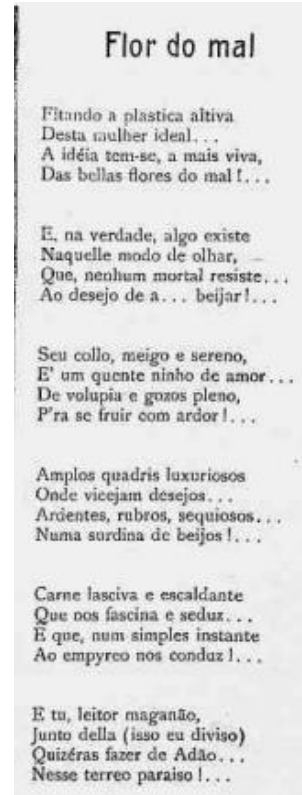 Flor do mal
Fitando a plastica altiva
Desta mulher ideal...
A idéia tem-se, a mais viva,
Das bellas flores do mal!...
E, na verdade, algo existe
Naquelle modo de olhar,
Que, nenhum mortal resiste...
Ao desejo de a... beijar!...
Seu collo, meigo e sereno,
E' um quente ninho de amor...
De volupia e gozos pleno,
P'ra se fruir com ardor!...
Amplos quadris luxuriosos
Onde vicejam desejos...
Ardentes, rubros, sequiosos...
Numa surdina de beijos!...
Carne lasciva e escaldante
Que nos fascina e seduz...
E que, num simples instante
Ao empyreo nos conduz!...
E tu, leitor maganão,
Junto della (isso eu diviso)
Quizéras fazer de Adão...
Nesse terreo paraiso!...